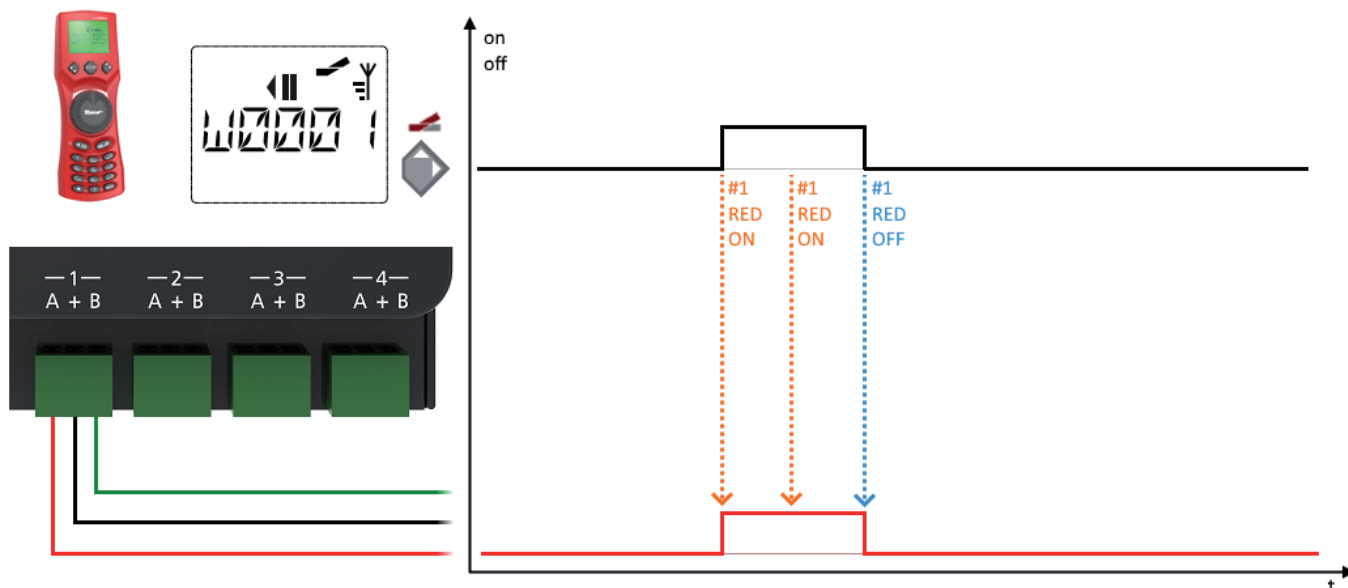 W0001
on
off
#1
RED
ON
#1
RED
ON
#1
RED
OFF
—1— —2— —3— —4—
A + B A + B A + B A + B
t